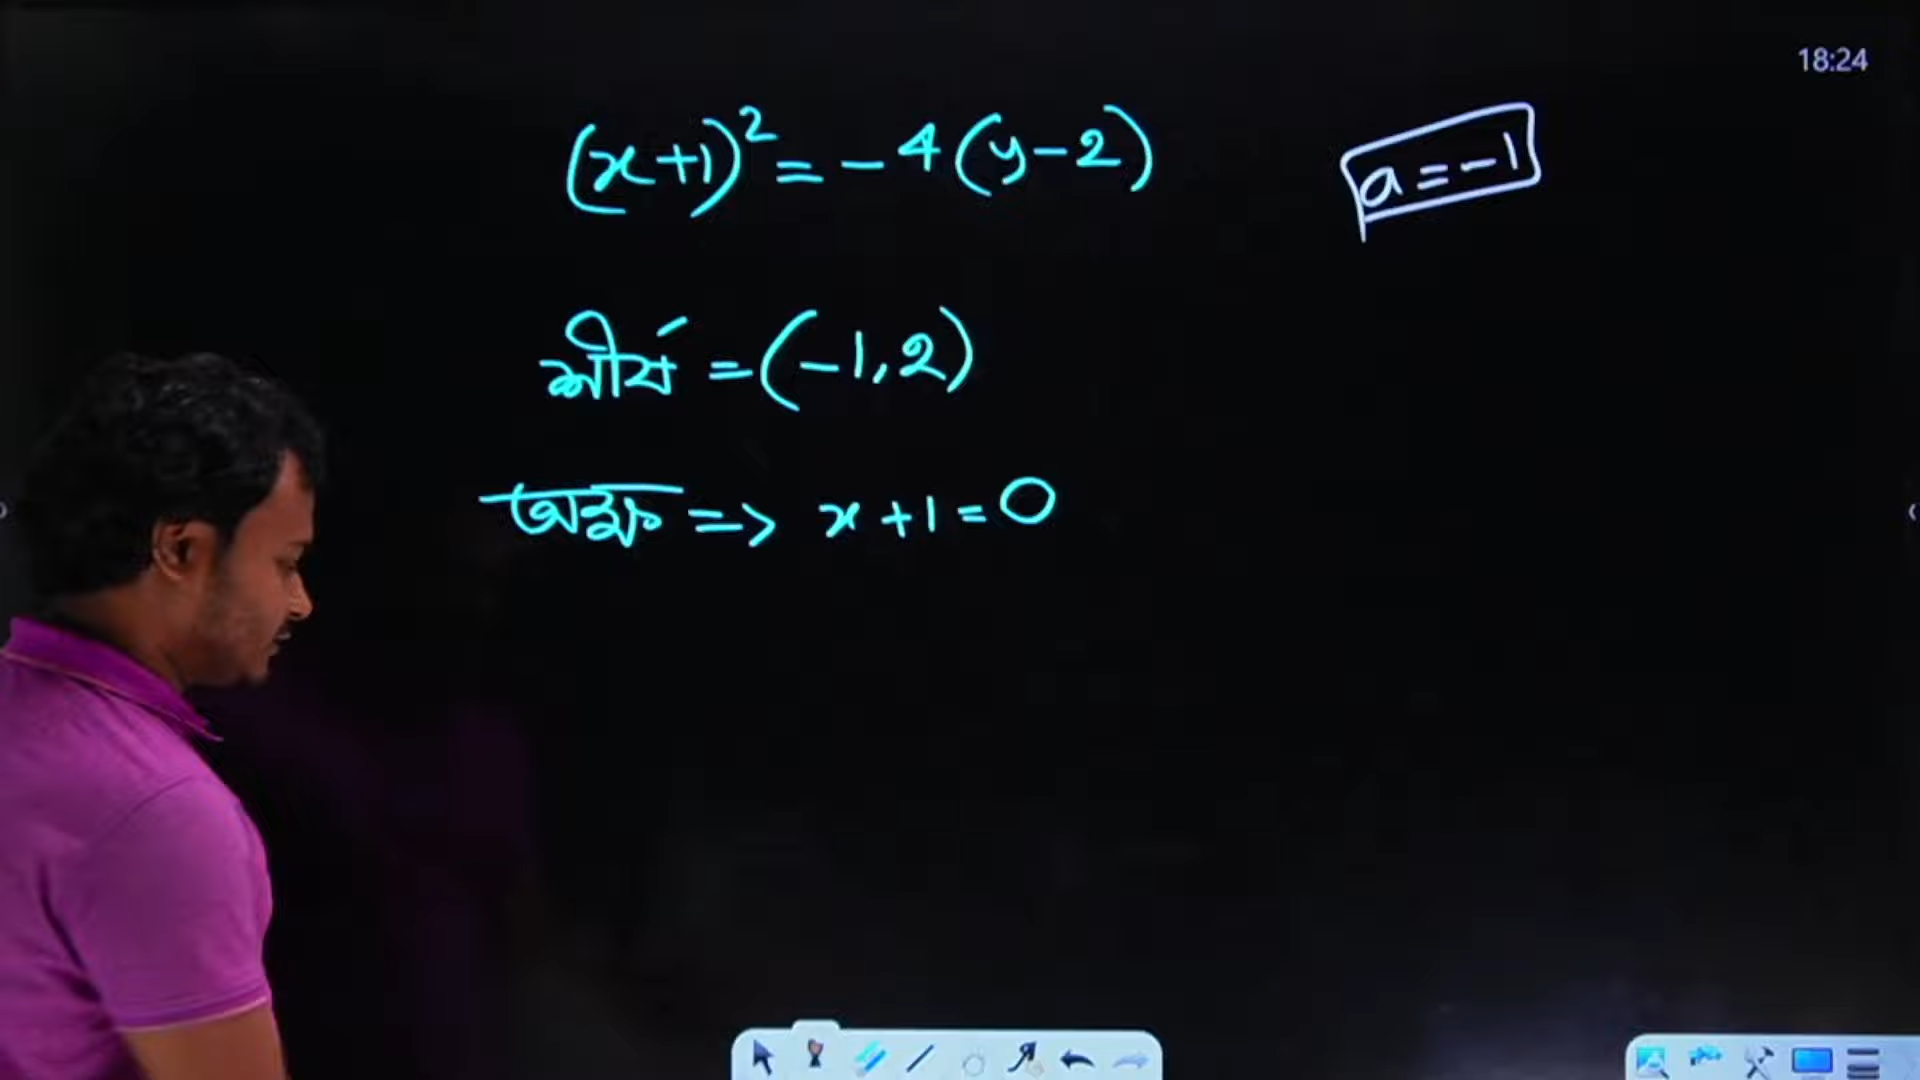 18:24
(x+1)² = -4(y-2)
a = -1
শীর্ষ = (-1, 2)
অক্ষ => x+1=0